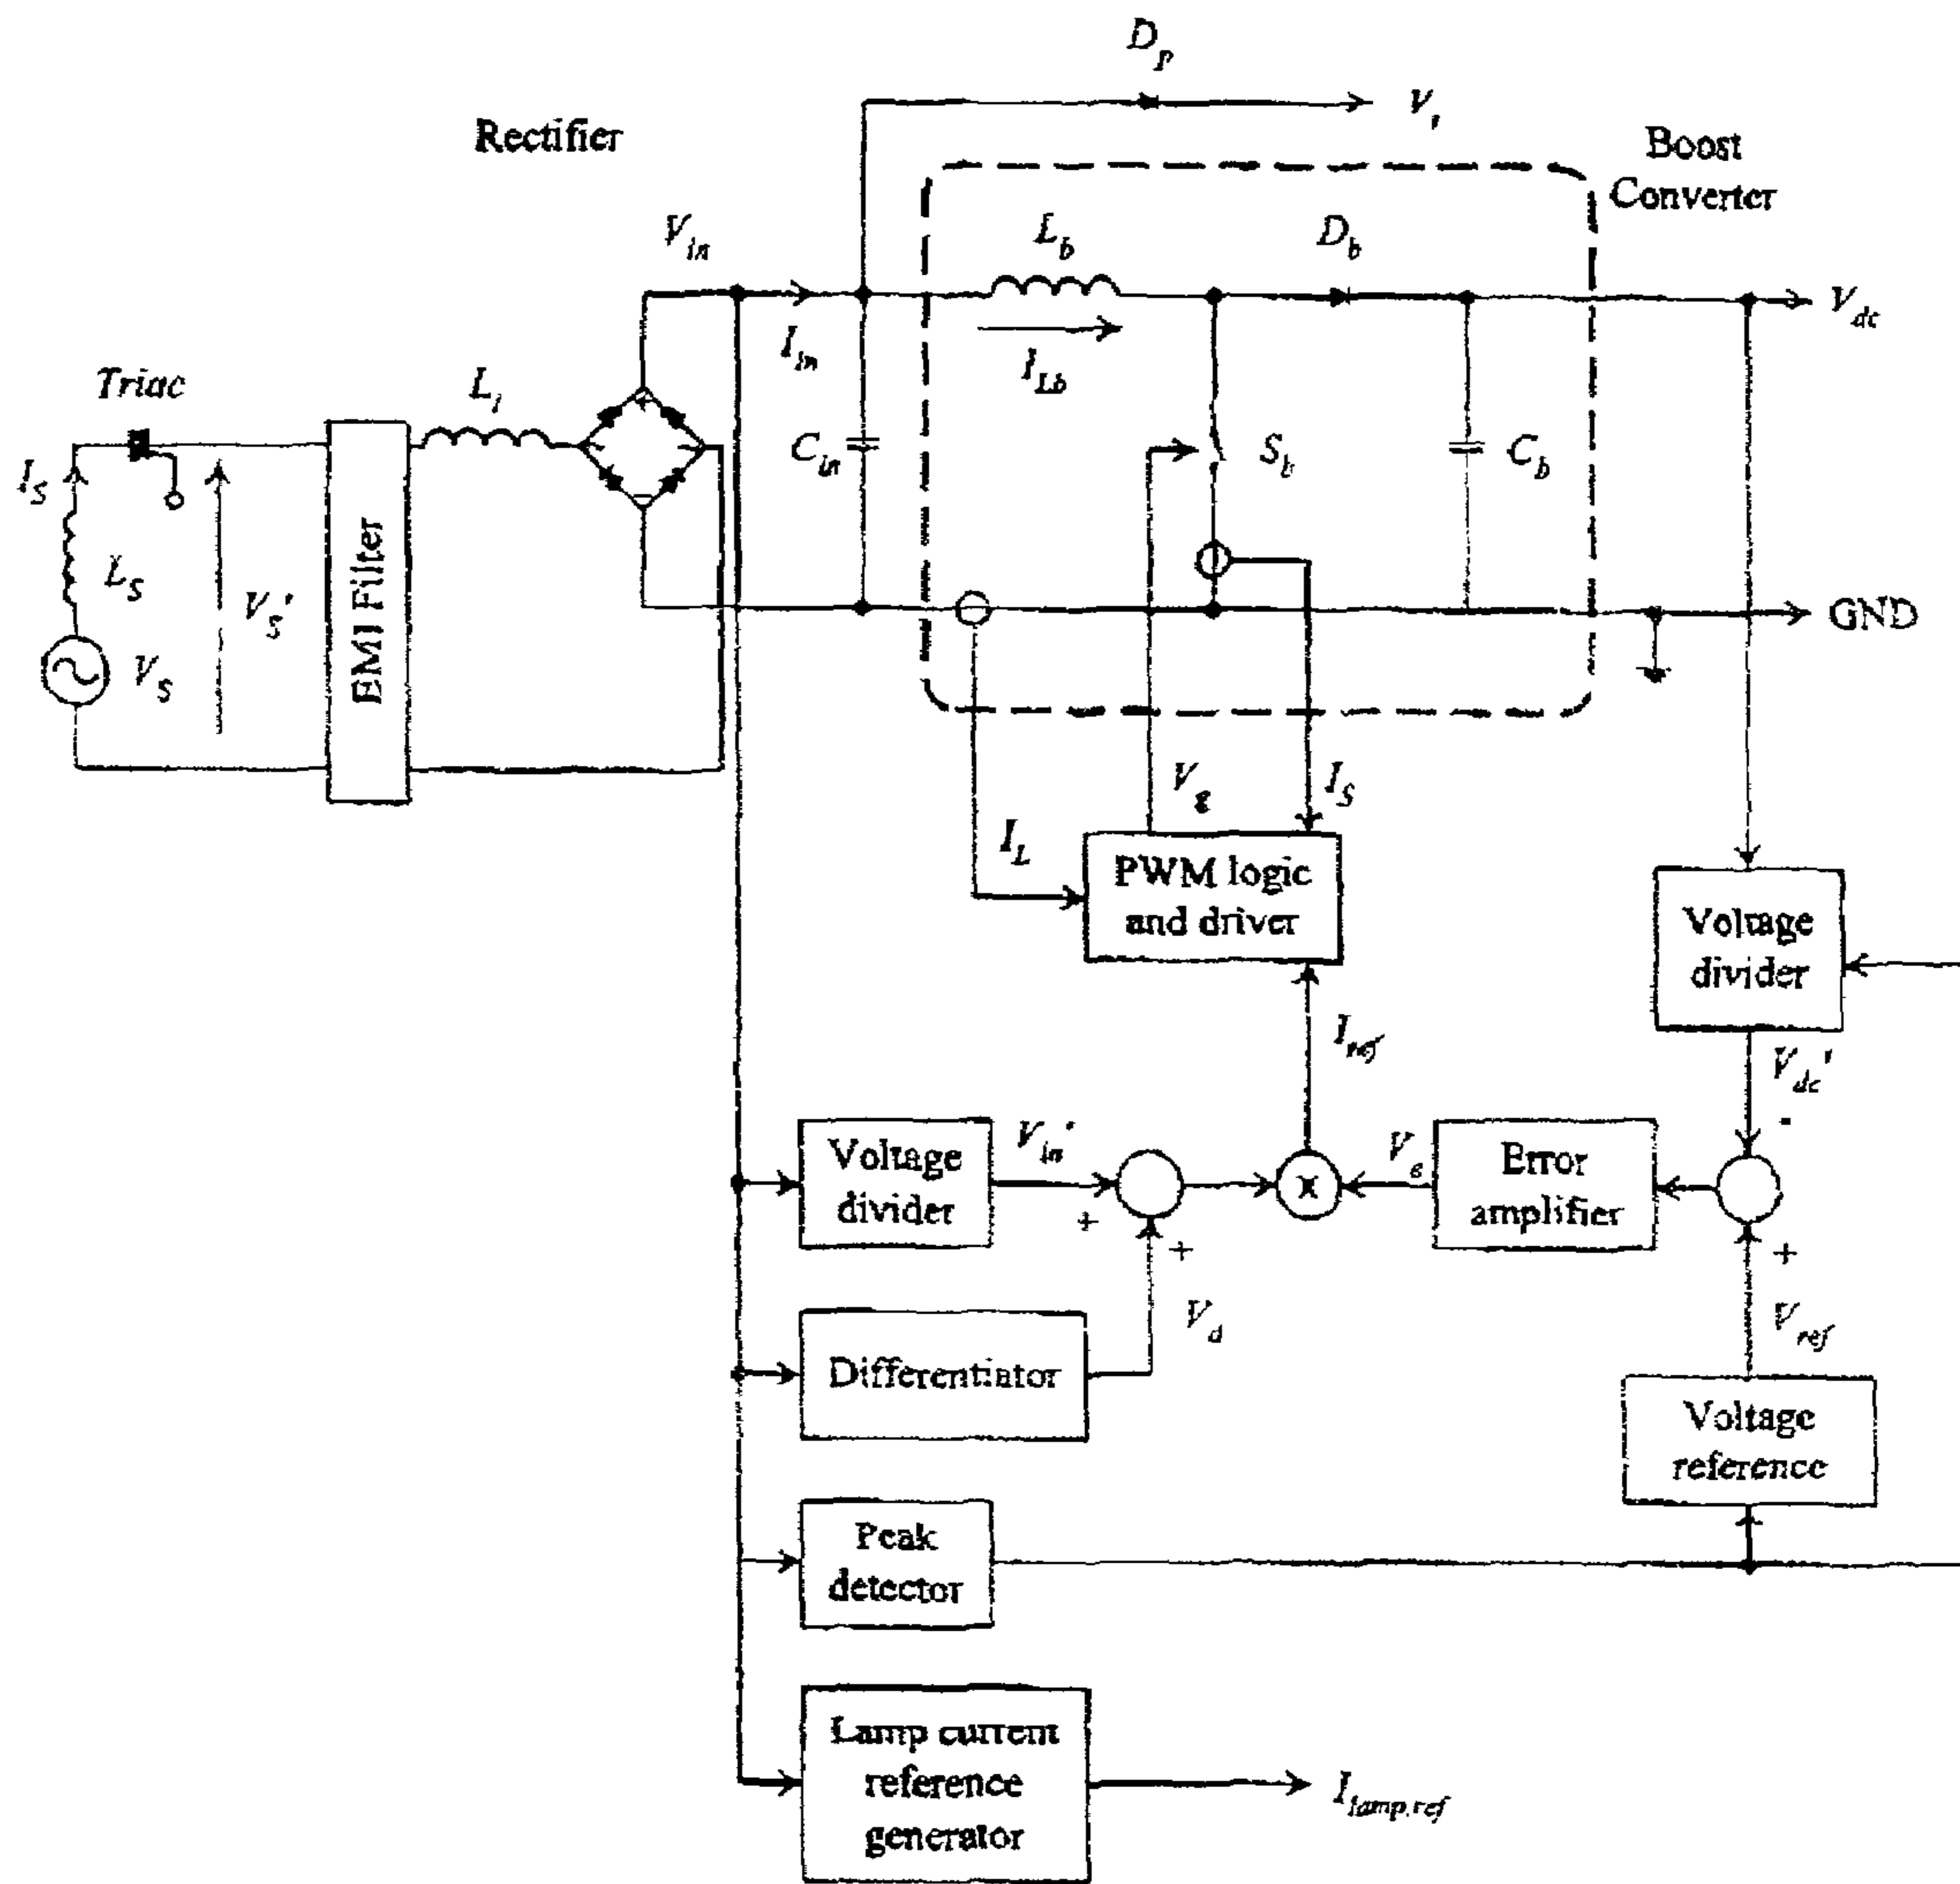 D_P
V_r
Rectifier
Boost
Converter
V_in
L_b
D_b
V_dc
I_in
I_Lb
Triac
L_i
I_S
C_in
S_b
C_b
EMI Filter
L_S
V_S'
V_S
GND
V_g
I_S
I_L
PWM logic
and driver
Voltage
divider
I_ref
V_dc'
-
Voltage
divider
V_in'
+
+
x
V_e
Error
amplifier
+
V_d
V_ref
Differentiator
Voltage
reference
Peak
detector
Lamp current
reference
generator
I_lamp.ref